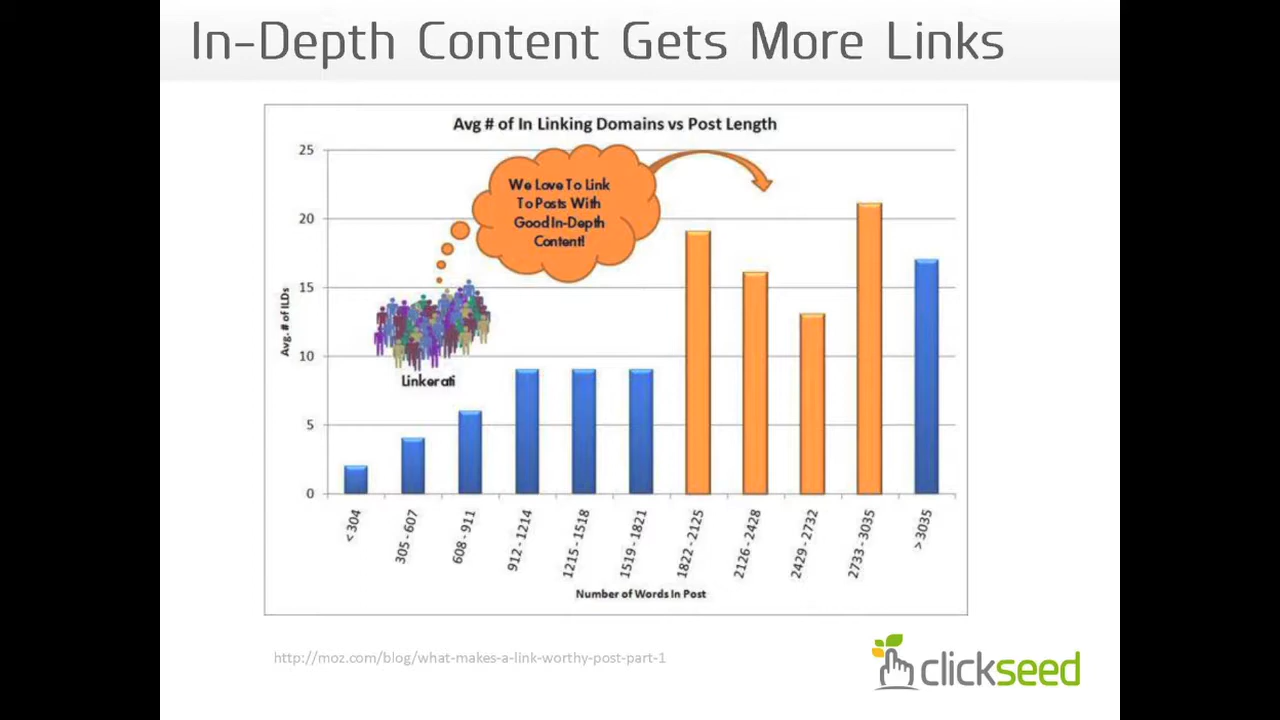 In-Depth Content Gets More Links
Avg # of In Linking Domains vs Post Length
25
20
15
10
5
0
Avg. # of ILDs
We Love To Link
To Posts With
Good In-Depth
Content!
Linkerati
<304
305 - 607
608 - 911
912 - 1214
1215 - 1518
1519 - 1821
1822 - 2125
2126 - 2428
2429 - 2732
2733 - 3035
> 3035
Number of Words In Post
http://moz.com/blog/what-makes-a-link-worthy-post-part-1
clickseed